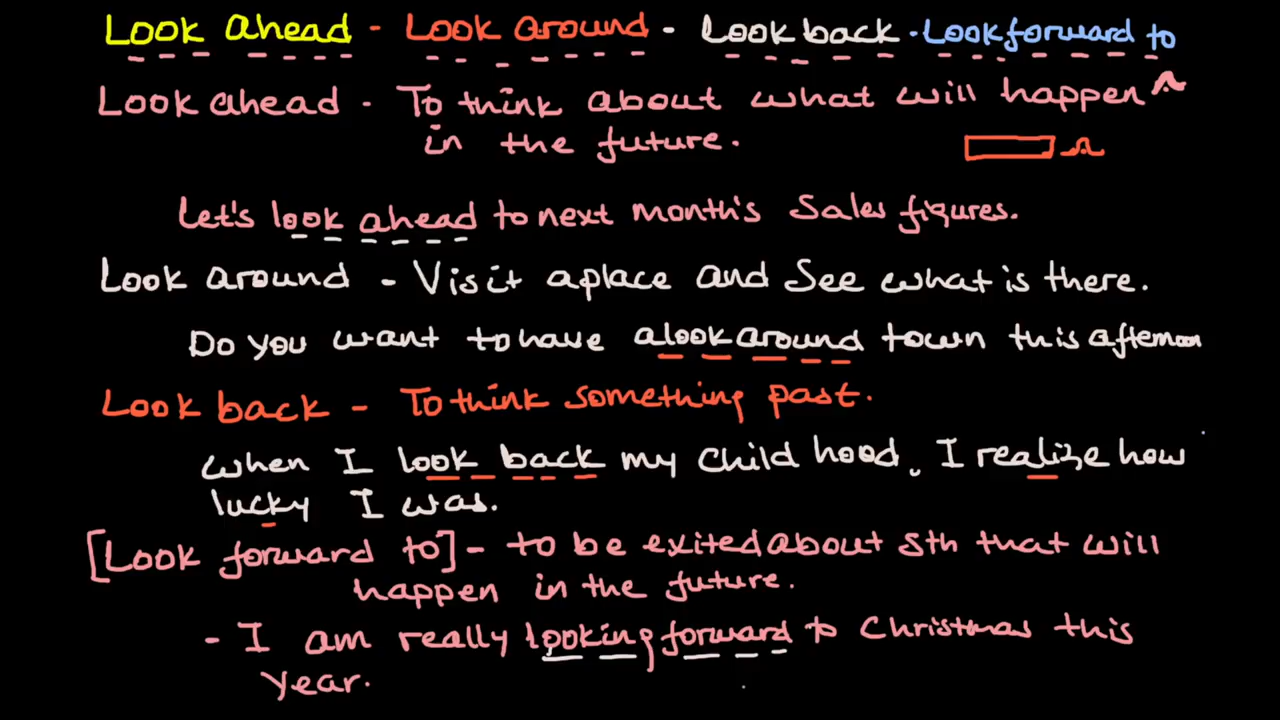 Look ahead - Look around - Look back · Look forward to
Look ahead - To think about what will happen
in the future.
Let's look ahead to next month's sales figures.
Look around - Visit a place and see what is there.
Do you want to have a look around town this afternoon
Look back - To think something past.
when I look back my child hood, I realize how
lucky I was.
[Look forward to] - to be exited about sth that will
happen in the future.
- I am really looking forward to Christmas this
year.